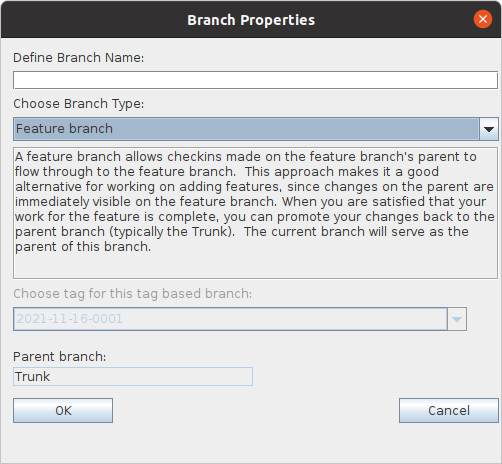 Branch Properties
Define Branch Name:
Choose Branch Type:
Feature branch
A feature branch allows checkins made on the feature branch's parent to
flow through to the feature branch.  This approach makes it a good
alternative for working on adding features, since changes on the parent are
immediately visible on the feature branch. When you are satisfied that your
work for the feature is complete, you can promote your changes back to the
parent branch (typically the Trunk).  The current branch will serve as the
parent of this branch.
Choose tag for this tag based branch:
2021-11-16-0001
Parent branch:
Trunk
OK
Cancel